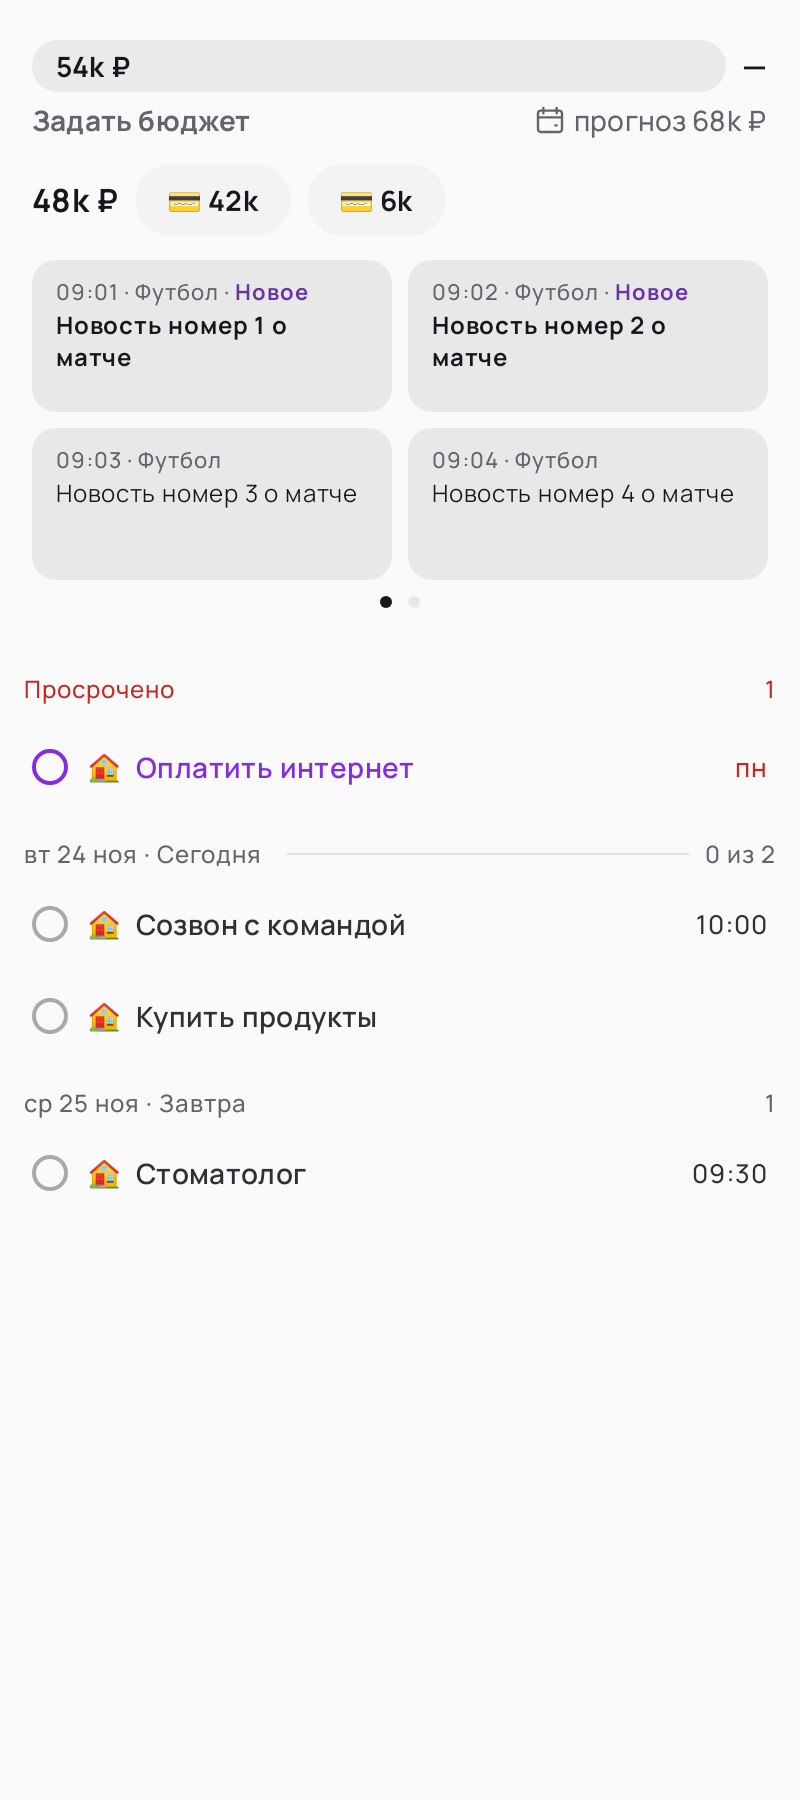 54k ₽ –
Задать бюджет прогноз 68k ₽
48k ₽ 42k 6k
09:01 · Футбол · Новое
Новость номер 1 о
матче
09:02 · Футбол · Новое
Новость номер 2 о
матче
09:03 · Футбол
Новость номер 3 о матче
09:04 · Футбол
Новость номер 4 о матче
Просрочено 1
Оплатить интернет пн
вт 24 ноя · Сегодня 0 из 2
Созвон с командой 10:00
Купить продукты
ср 25 ноя · Завтра 1
Стоматолог 09:30